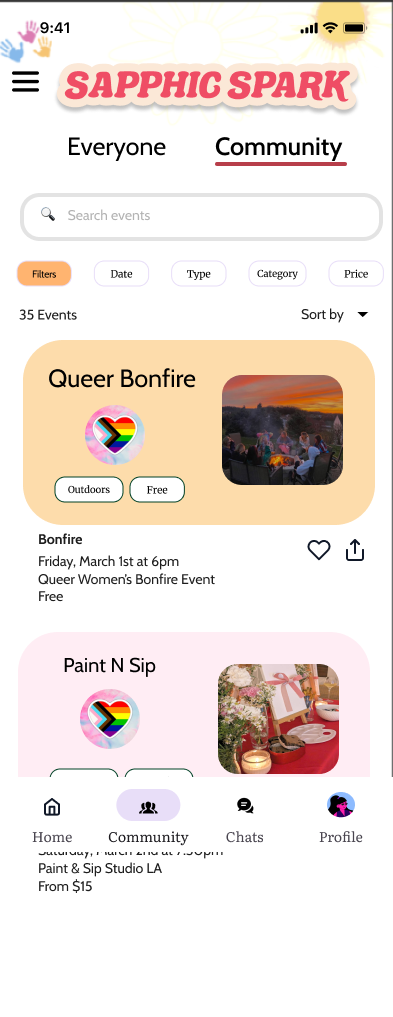 9:41
SAPPHIC SPARK
Everyone Community
Search events
Filters Date Type Category Price
35 Events Sort by
Queer Bonfire
Outdoors Free
Bonfire
Friday, March 1st at 6pm
Queer Women's Bonfire Event
Free
Paint N Sip
Home Community Chats Profile
Saturday, March 2nd at 7:30pm
Paint & Sip Studio LA
From $15